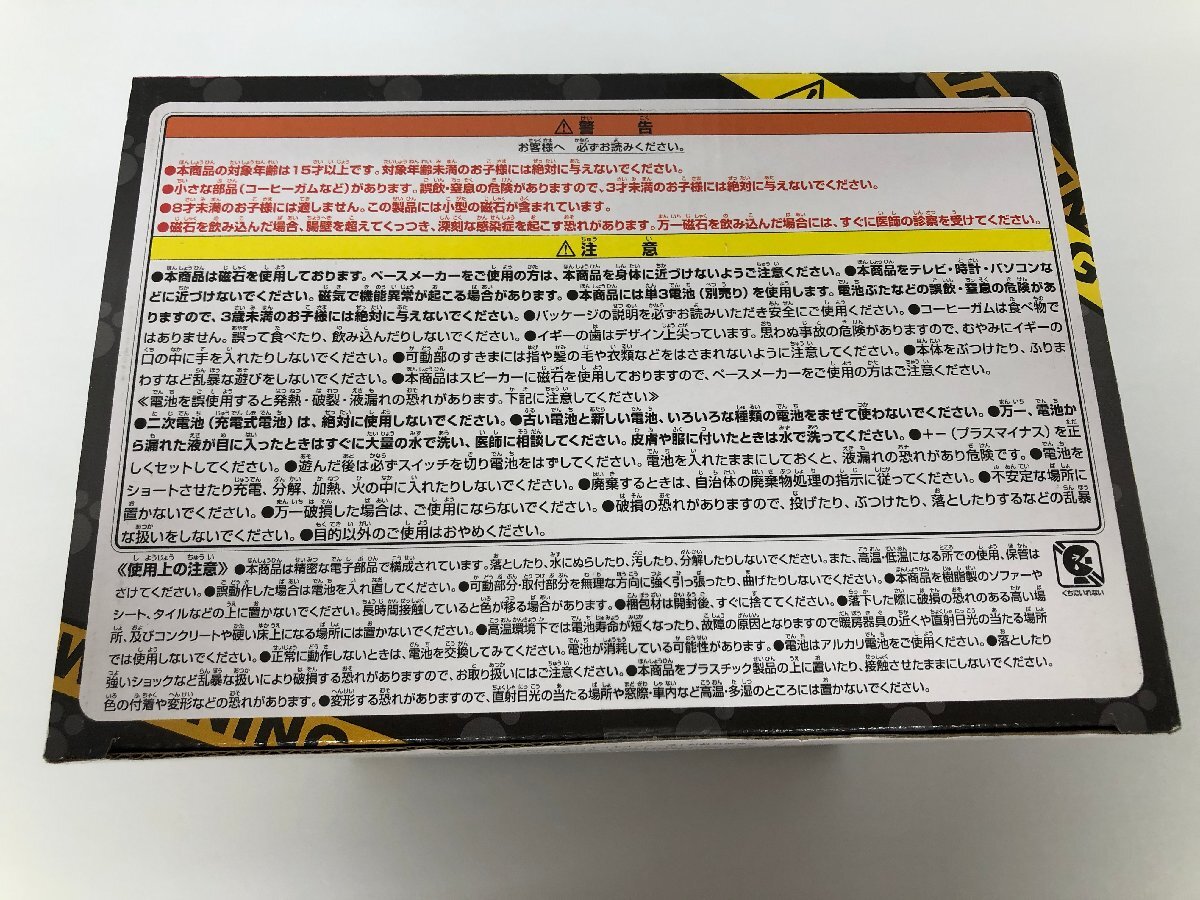 ⚠警 告
お客様へ 必ずお読みください。
●本商品の対象年齢は15才以上です。対象年齢未満のお子様には絶対に与えないでください。
●小さな部品(コーヒーガムなど)があります。誤飲・窒息の危険がありますので、3才未満のお子様には絶対に与えないでください。
●8才未満のお子様には適しません。この製品には小型の磁石が含まれています。
●磁石を飲み込んだ場合、腸壁を超えてくっつき、深刻な感染症を起こす恐れがあります。万一磁石を飲み込んだ場合には、すぐに医師の診察を受けてください。
⚠注 意
●本商品は磁石を使用しております。ペースメーカーをご使用の方は、本商品を身体に近づけないようご注意ください。●本商品をテレビ・時計・パソコンな
どに近づけないでください。磁気で機能異常が起こる場合があります。●本商品には単3電池(別売り)を使用します。電池ぶたなどの誤飲・窒息の危険があ
りますので、3歳未満のお子様には絶対に与えないでください。●パッケージの説明を必ずお読みいただき安全にご使用ください。●コーヒーガムは食べ物で
はありません。誤って食べたり、飲み込んだりしないでください。●イギーの歯はデザイン上尖っています。思わぬ事故の危険がありますので、むやみにイギーの
口の中に手を入れたりしないでください。●可動部のすきまには指や髪の毛や衣類などをはさまれないように注意してください。●本体をぶつけたり、ふりま
わすなど乱暴な遊びをしないでください。●本商品はスピーカーに磁石を使用しておりますので、ペースメーカーをご使用の方はご注意ください。
≪電池を誤使用すると発熱・破裂・液漏れの恐れがあります。下記に注意してください≫
●二次電池(充電式電池)は、絶対に使用しないでください。●古い電池と新しい電池、いろいろな種類の電池をまぜて使わないでください。●万一、電池か
ら漏れた液が目に入ったときはすぐに大量の水で洗い、医師に相談してください。皮膚や服に付いたときは水で洗ってください。●+-(プラスマイナス)を正
しくセットしてください。●遊んだ後は必ずスイッチを切り電池をはずしてください。電池を入れたままにしておくと、液漏れの恐れがあり危険です。●電池を
ショートさせたり充電、分解、加熱、火の中に入れたりしないでください。●廃棄するときは、自治体の廃棄物処理の指示に従ってください。●不安定な場所に
置かないでください。●万一破損した場合は、ご使用にならないでください。●破損の恐れがありますので、投げたり、ぶつけたり、落としたりするなどの乱暴
な扱いをしないでください。●目的以外のご使用はおやめください。
≪使用上の注意≫●本商品は精密な電子部品で構成されています。落としたり、水にぬらしたり、汚したり、分解したりしないでください。また、高温・低温になる所での使用、保管は
さけてください。●誤動作した場合は電池を入れ直してください。●可動部分・取付部分を無理な方向に強く引っ張ったり、曲げたりしないでください。●本商品を樹脂製のソファーや
シート、タイルなどの上に置かないでください。長時間接触していると色が移る場合があります。●梱包材は開封後、すぐに捨ててください。●落下した際に破損の恐れのある高い場
所、及びコンクリートや硬い床上になる場所には置かないでください。●高温環境下では電池寿命が短くなったり、故障の原因となりますので暖房器具の近くや直射日光の当たる場所
では使用しないでください。●正常に動作しないときは、電池を交換してみてください。電池が消耗している可能性があります。●電池はアルカリ電池をご使用ください。●落としたり
強いショックなど乱暴な扱いにより破損する恐れがありますので、お取り扱いにはご注意ください。●本商品をプラスチック製品の上に置いたり、接触させたままにしないでください。
色の付着や変形などの恐れがあります。●変形する恐れがありますので、直射日光の当たる場所や窓際・車内など高温・多湿のところには置かないでください。
くちにいれない